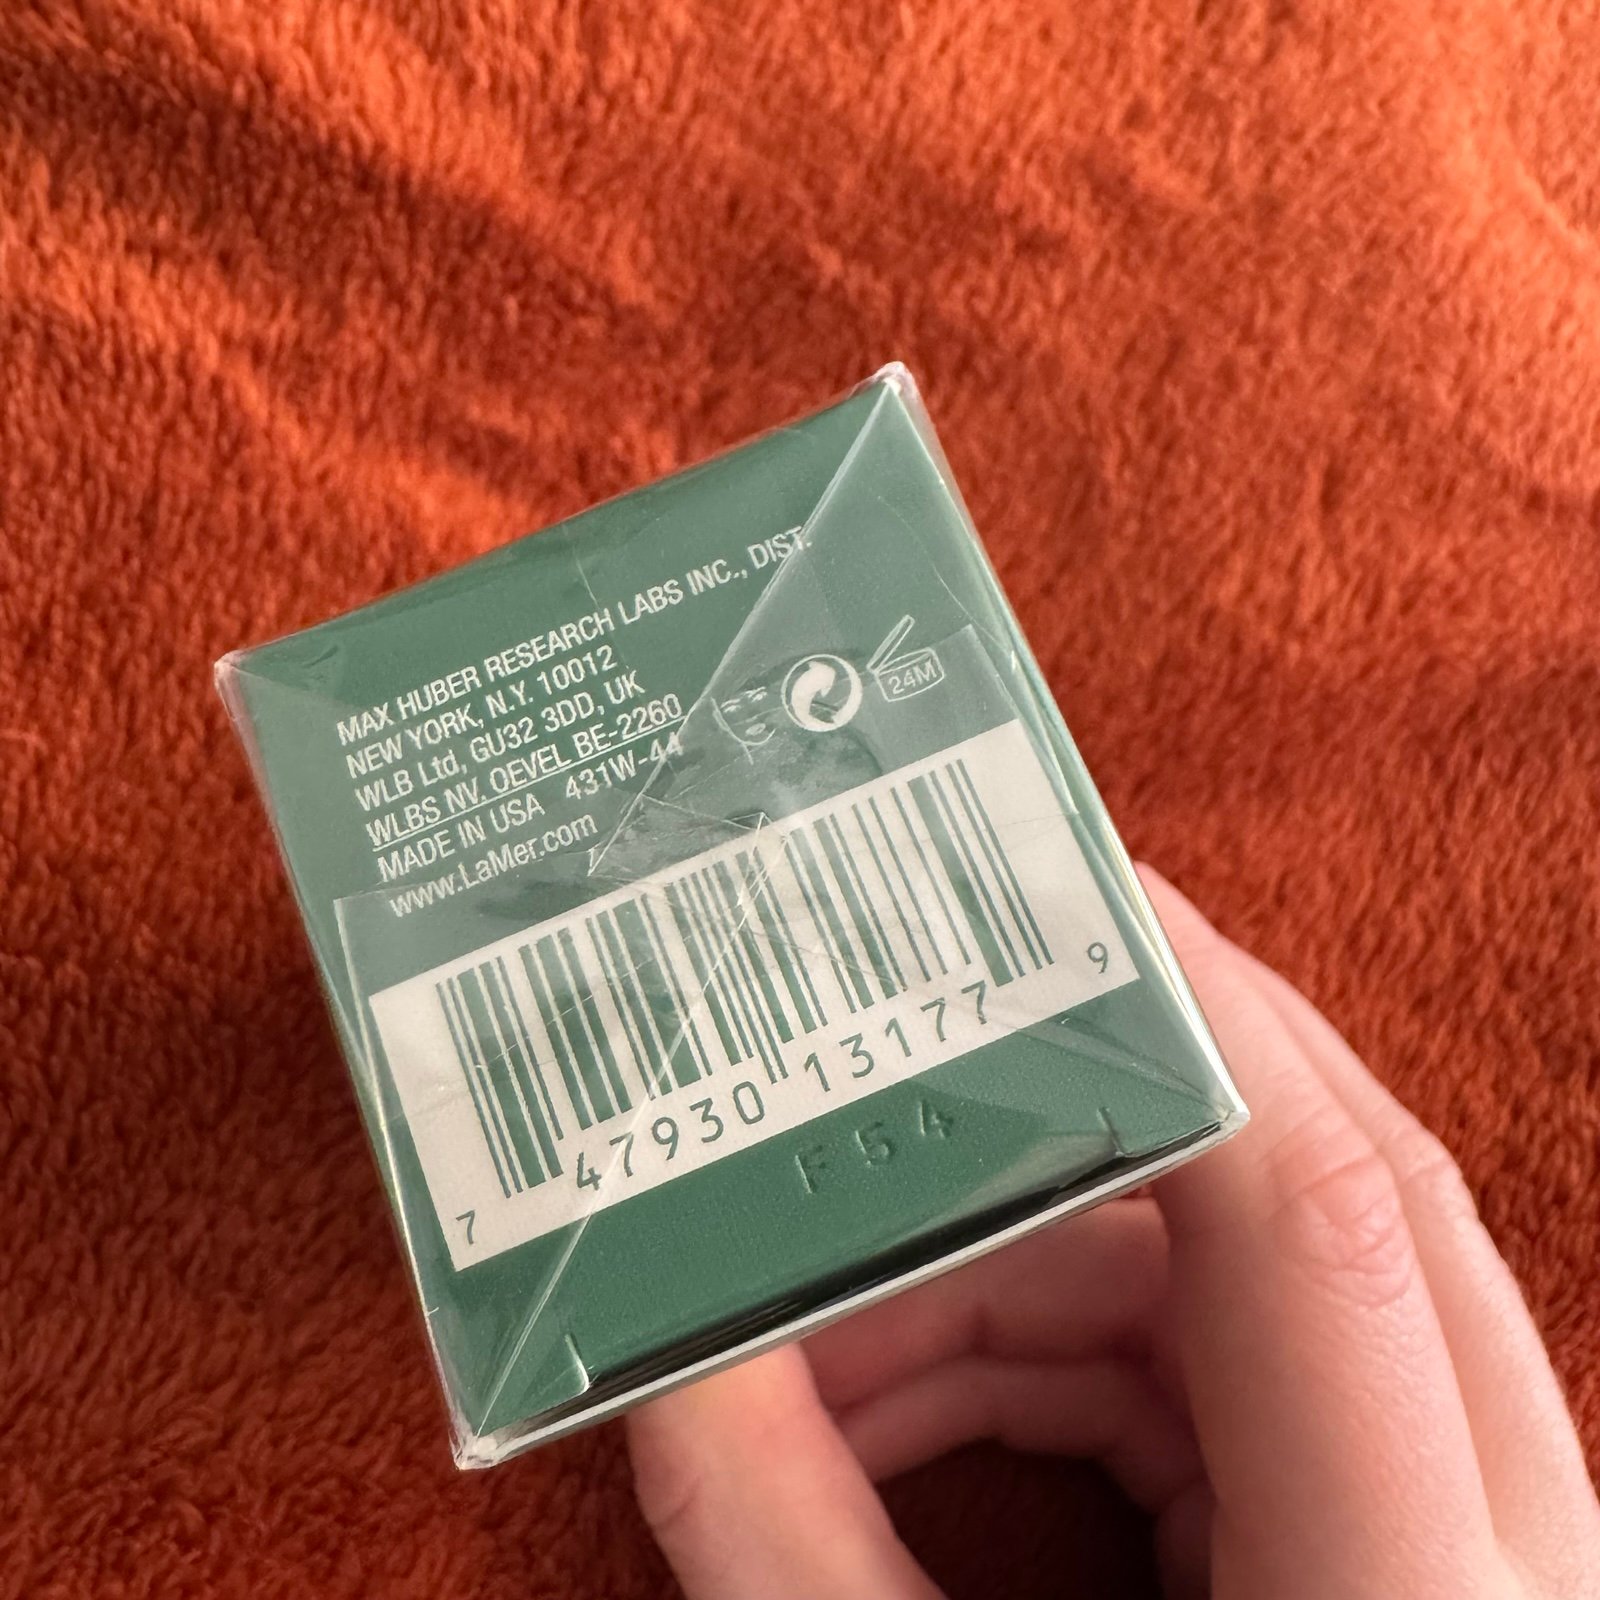 MAX HUBER RESEARCH LABS INC., DIST.
NEW YORK, N.Y. 10012
WLB Ltd, GU32 3DD, UK
WLBS NV, OEVEL BE-2260
MADE IN USA 431W-44
www.LaMer.com
24M
7 47930 13177 9
F54